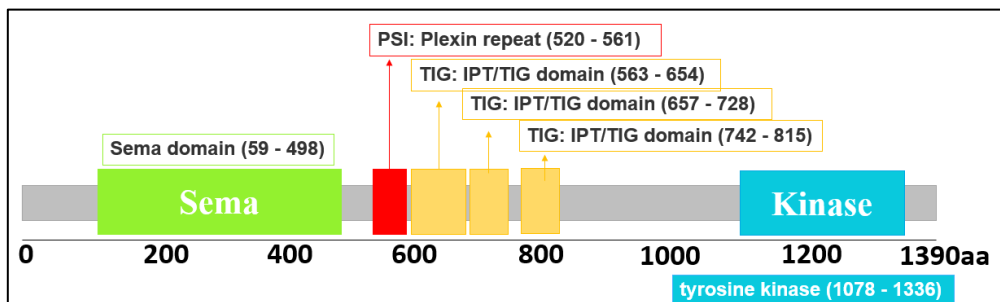 PSI: Plexin repeat (520 - 561)
TIG: IPT/TIG domain (563 - 654)
TIG: IPT/TIG domain (657 - 728)
TIG: IPT/TIG domain (742 - 815)
Sema domain (59 - 498)
Sema
Kinase
0 200 400 600 800 1000 1200 1390aa
tyrosine kinase (1078 - 1336)